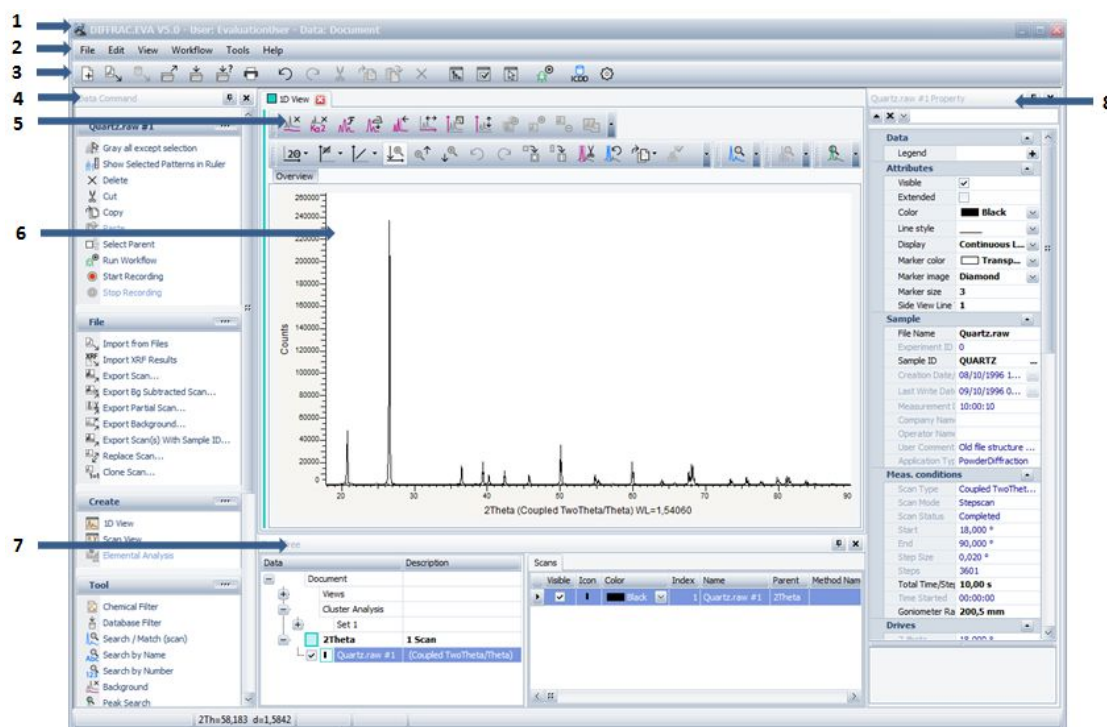 1
DIFFRAC.EVA V5.0 - User: EvaluationUser - Data: Document
2
File Edit View Workflow Tools Help
3
ICDD
4
Data Command
Quartz.raw #1
Gray all except selection
Show Selected Patterns in Ruler
Delete
Cut
Copy
Paste
Select Parent
Run Workflow
Start Recording
Stop Recording
File
Import from Files
XRF Import XRF Results
Export Scan...
Export Bg Subtracted Scan...
Export Partial Scan...
Export Background...
Export Scan(s) With Sample ID...
Replace Scan...
Clone Scan...
Create
1D View
Scan View
Elemental Analysis
Tool
Chemical Filter
Database Filter
Search / Match (scan)
Search by Name
Search by Number
Background
Peak Search
1D View
5
Kα2
2θ
Overview
6
Counts
260000
240000
220000
200000
180000
160000
140000
120000
100000
80000
60000
40000
20000
0
20 30 40 50 60 70 80 90
2Theta (Coupled TwoTheta/Theta) WL=1,54060
7
Data Description
Document
Views
Cluster Analysis
Set 1
2Theta 1 Scan
Quartz.raw #1 (Coupled TwoTheta/Theta)
Scans
Visible Icon Color Index Name Parent Method Nam
Black 1 Quartz.raw #1 2Theta
8
Quartz.raw #1 Property
Data
Legend
Attributes
Visible
Extended
Color Black
Line style
Display Continuous L...
Marker color Transp...
Marker image Diamond
Marker size 3
Side View Line 1
Sample
File Name Quartz.raw
Experiment ID 0
Sample ID QUARTZ ...
Creation Date/ 08/10/1996 1...
Last Write Dat 09/10/1996 0...
Measurement 10:00:10
Company Nam
Operator Nam
User Comment Old file structure ...
Application Typ PowderDiffraction
Meas. conditions
Scan Type Coupled TwoThet...
Scan Mode Stepscan
Scan Status Completed
Start 18,000 °
End 90,000 °
Step Size 0,020 °
Steps 3601
Total Time/Step 10,00 s
Time Started 00:00:00
Goniometer Ra 200,5 mm
Drives
18,000 °
2Th=58,183 d=1,5842